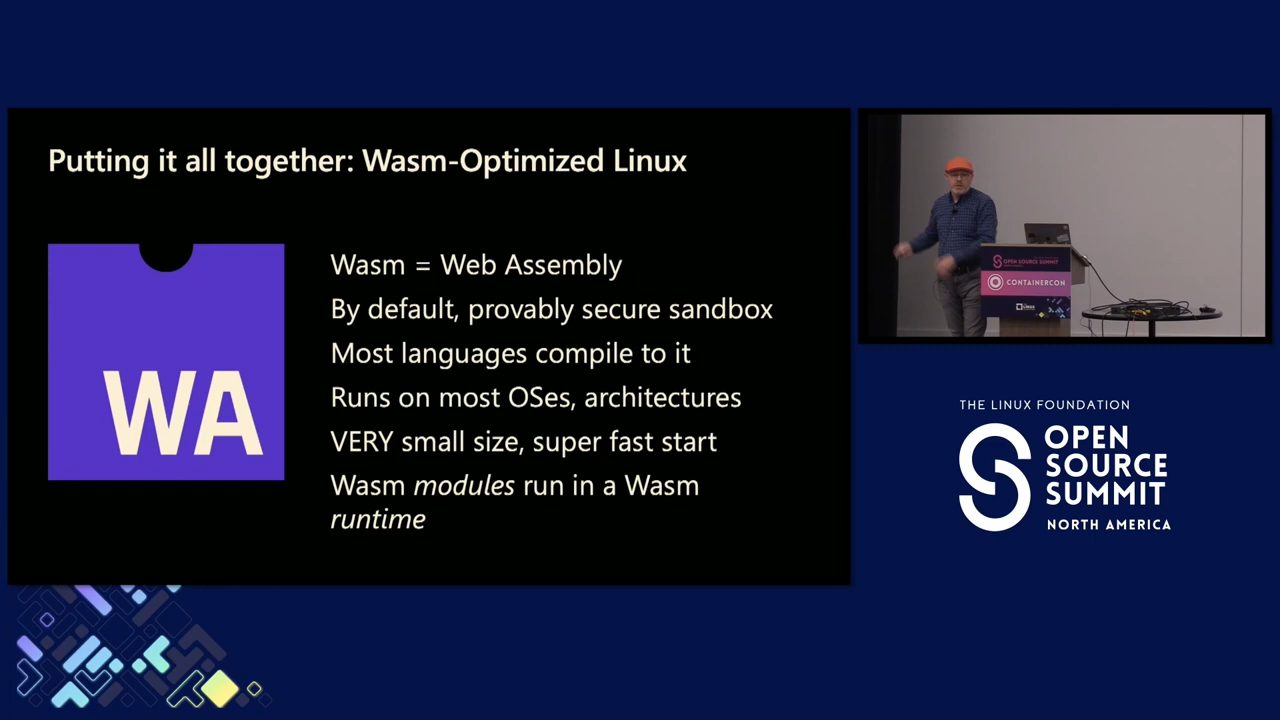 Putting it all together: Wasm-Optimized Linux
WA
Wasm = Web Assembly
By default, provably secure sandbox
Most languages compile to it
Runs on most OSes, architectures
VERY small size, super fast start
Wasm modules run in a Wasm
runtime
OPEN SOURCE SUMMIT
CONTAINERCON
THE LINUX FOUNDATION
OPEN
SOURCE
SUMMIT
NORTH AMERICA